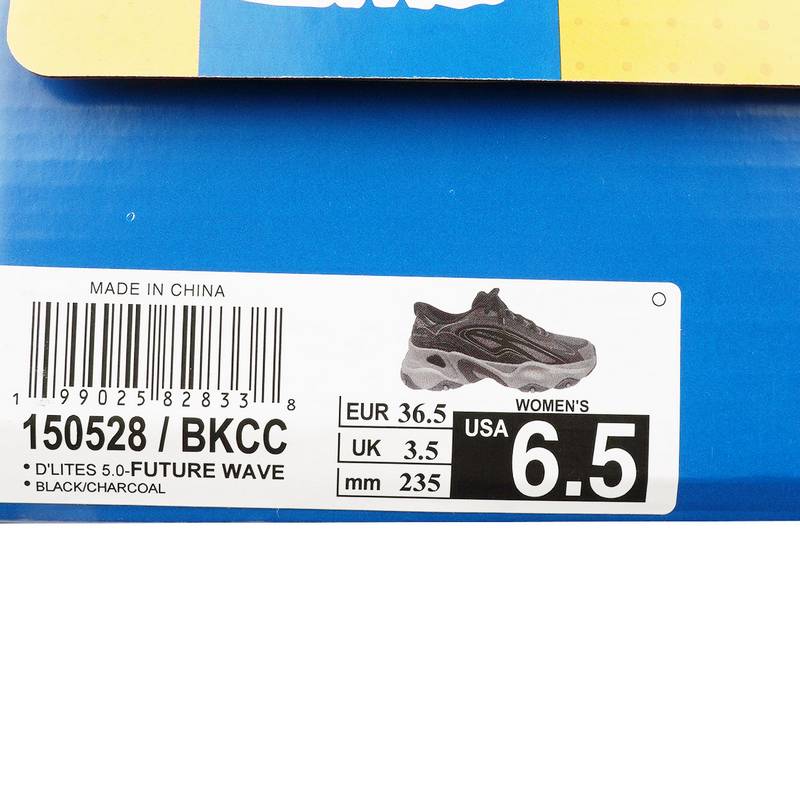 MADE IN CHINA
1 99025 82833 8
150528 / BKCC
• D'LITES 5.0-FUTURE WAVE
• BLACK/CHARCOAL
EUR 36.5
UK 3.5
mm 235
WOMEN'S
USA 6.5